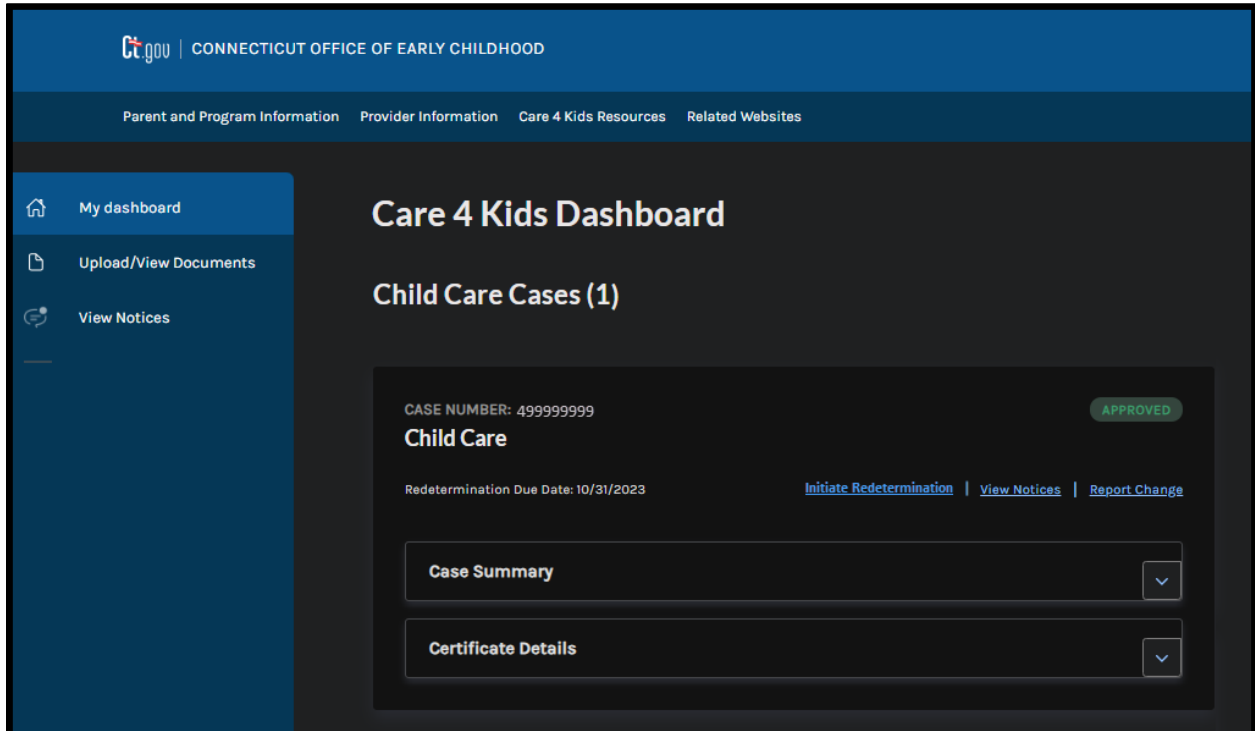 Ct.gov | CONNECTICUT OFFICE OF EARLY CHILDHOOD
Parent and Program Information Provider Information Care 4 Kids Resources Related Websites
My dashboard
Upload/View Documents
View Notices
Care 4 Kids Dashboard
Child Care Cases (1)
CASE NUMBER: 499999999
APPROVED
Child Care
Redetermination Due Date: 10/31/2023
Initiate Redetermination | View Notices | Report Change
Case Summary
Certificate Details